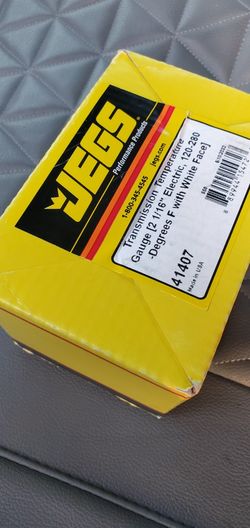 JEGS
Performance Products
1-800-345-4545 jegs.com
Transmission Temperature
Gauge [2 1/16" Electric, 120-280
-Degrees F with White Face]
41407
Made in USA